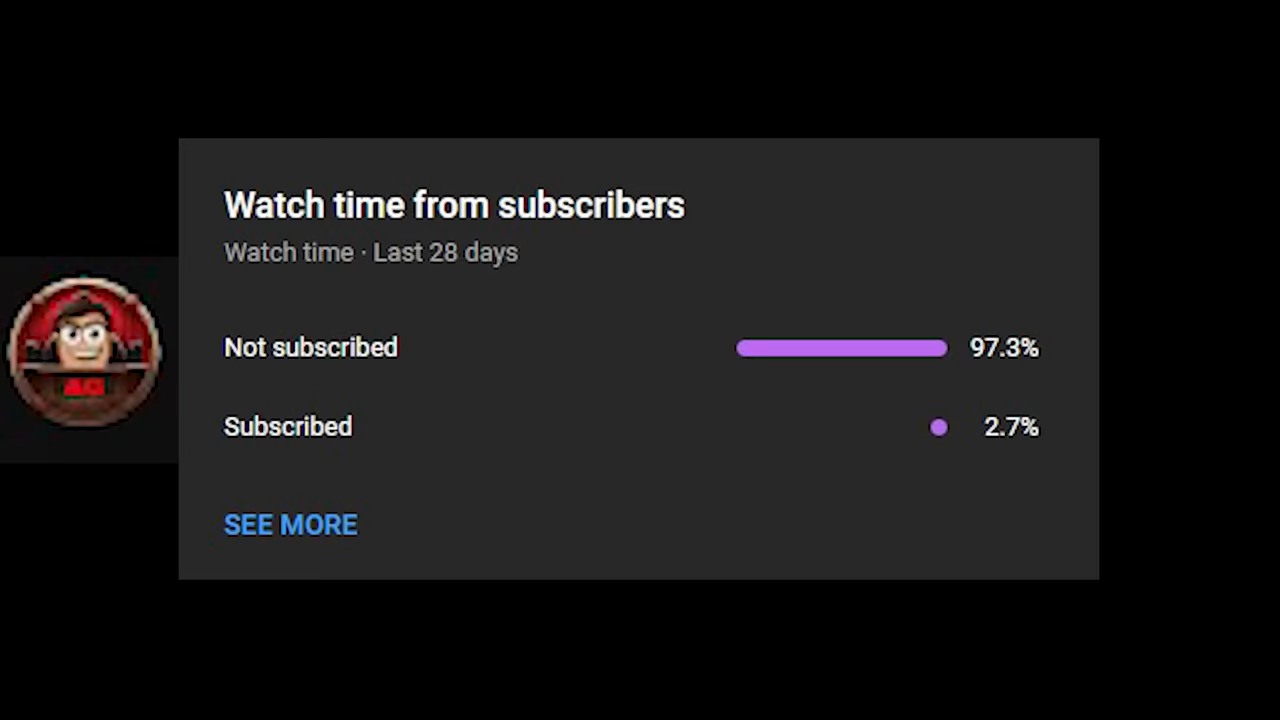 Watch time from subscribers
Watch time · Last 28 days
Not subscribed 97.3%
Subscribed 2.7%
SEE MORE